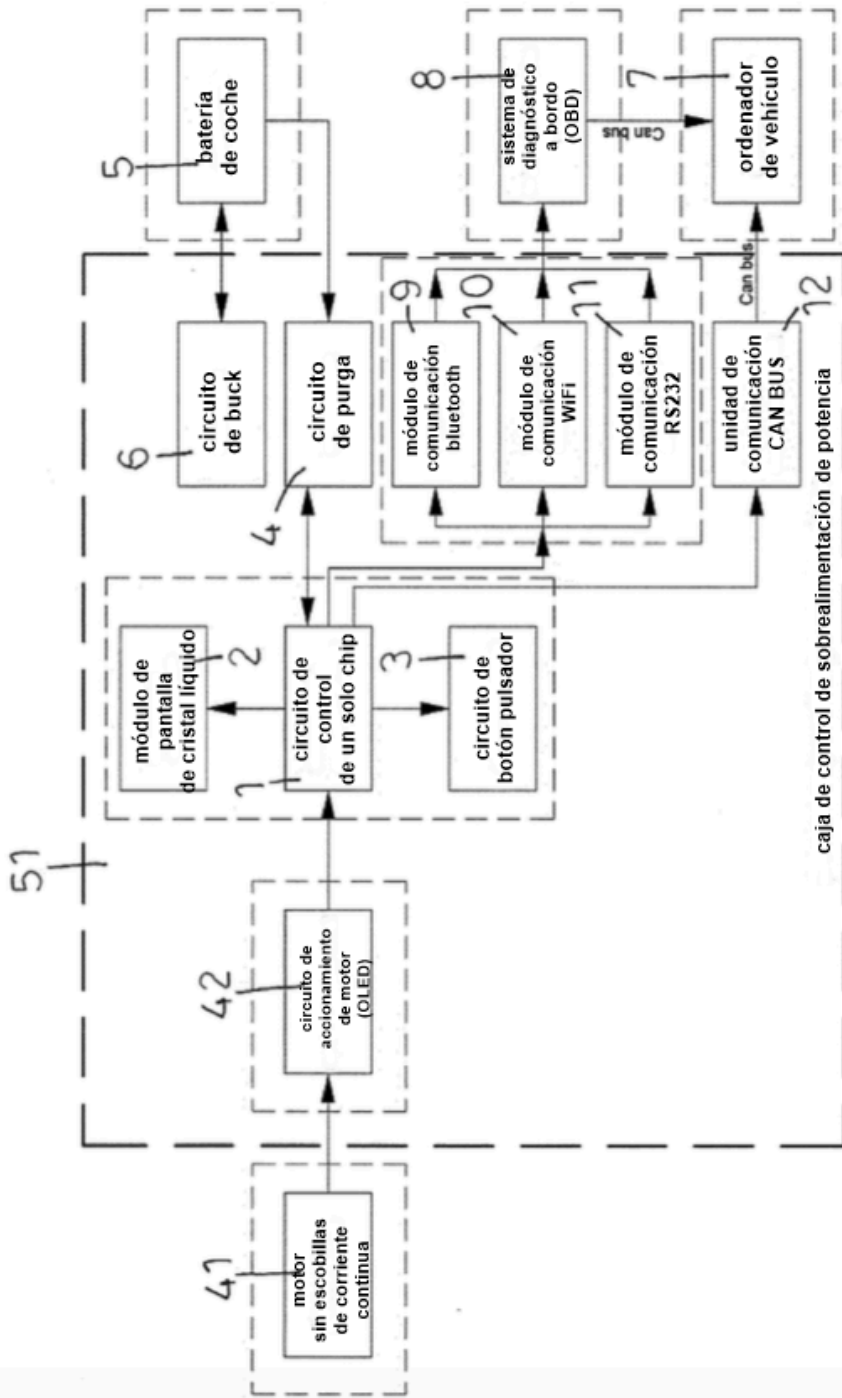 51
41
motor
sin escobillas
de corriente
continua
42
circuito de
accionamiento
de motor
(OLED)
2
módulo de
pantalla
de cristal líquido
1
circuito de
control
de un solo chip
3
circuito de
botón pulsador
6
circuito
de buck
4
circuito
de purga
9
módulo de
comunicación
bluetooth
10
módulo de
comunicación
WiFi
11
módulo de
comunicación
RS232
12
unidad de
comunicación
CAN BUS
5
batería
de coche
8
sistema de
diagnóstico
a bordo
(OBD)
Can bus
7
ordenador
de vehículo
Can bus
caja de control de sobrealimentación de potencia